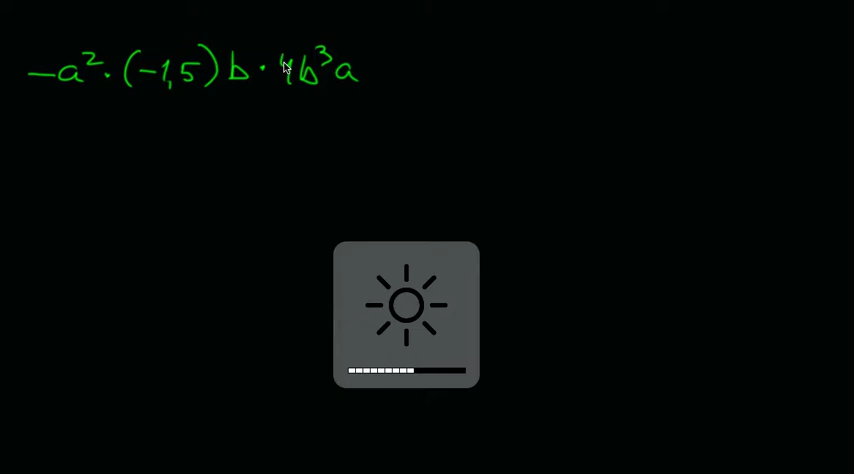 -a² · (-1,5) b · 4b³a